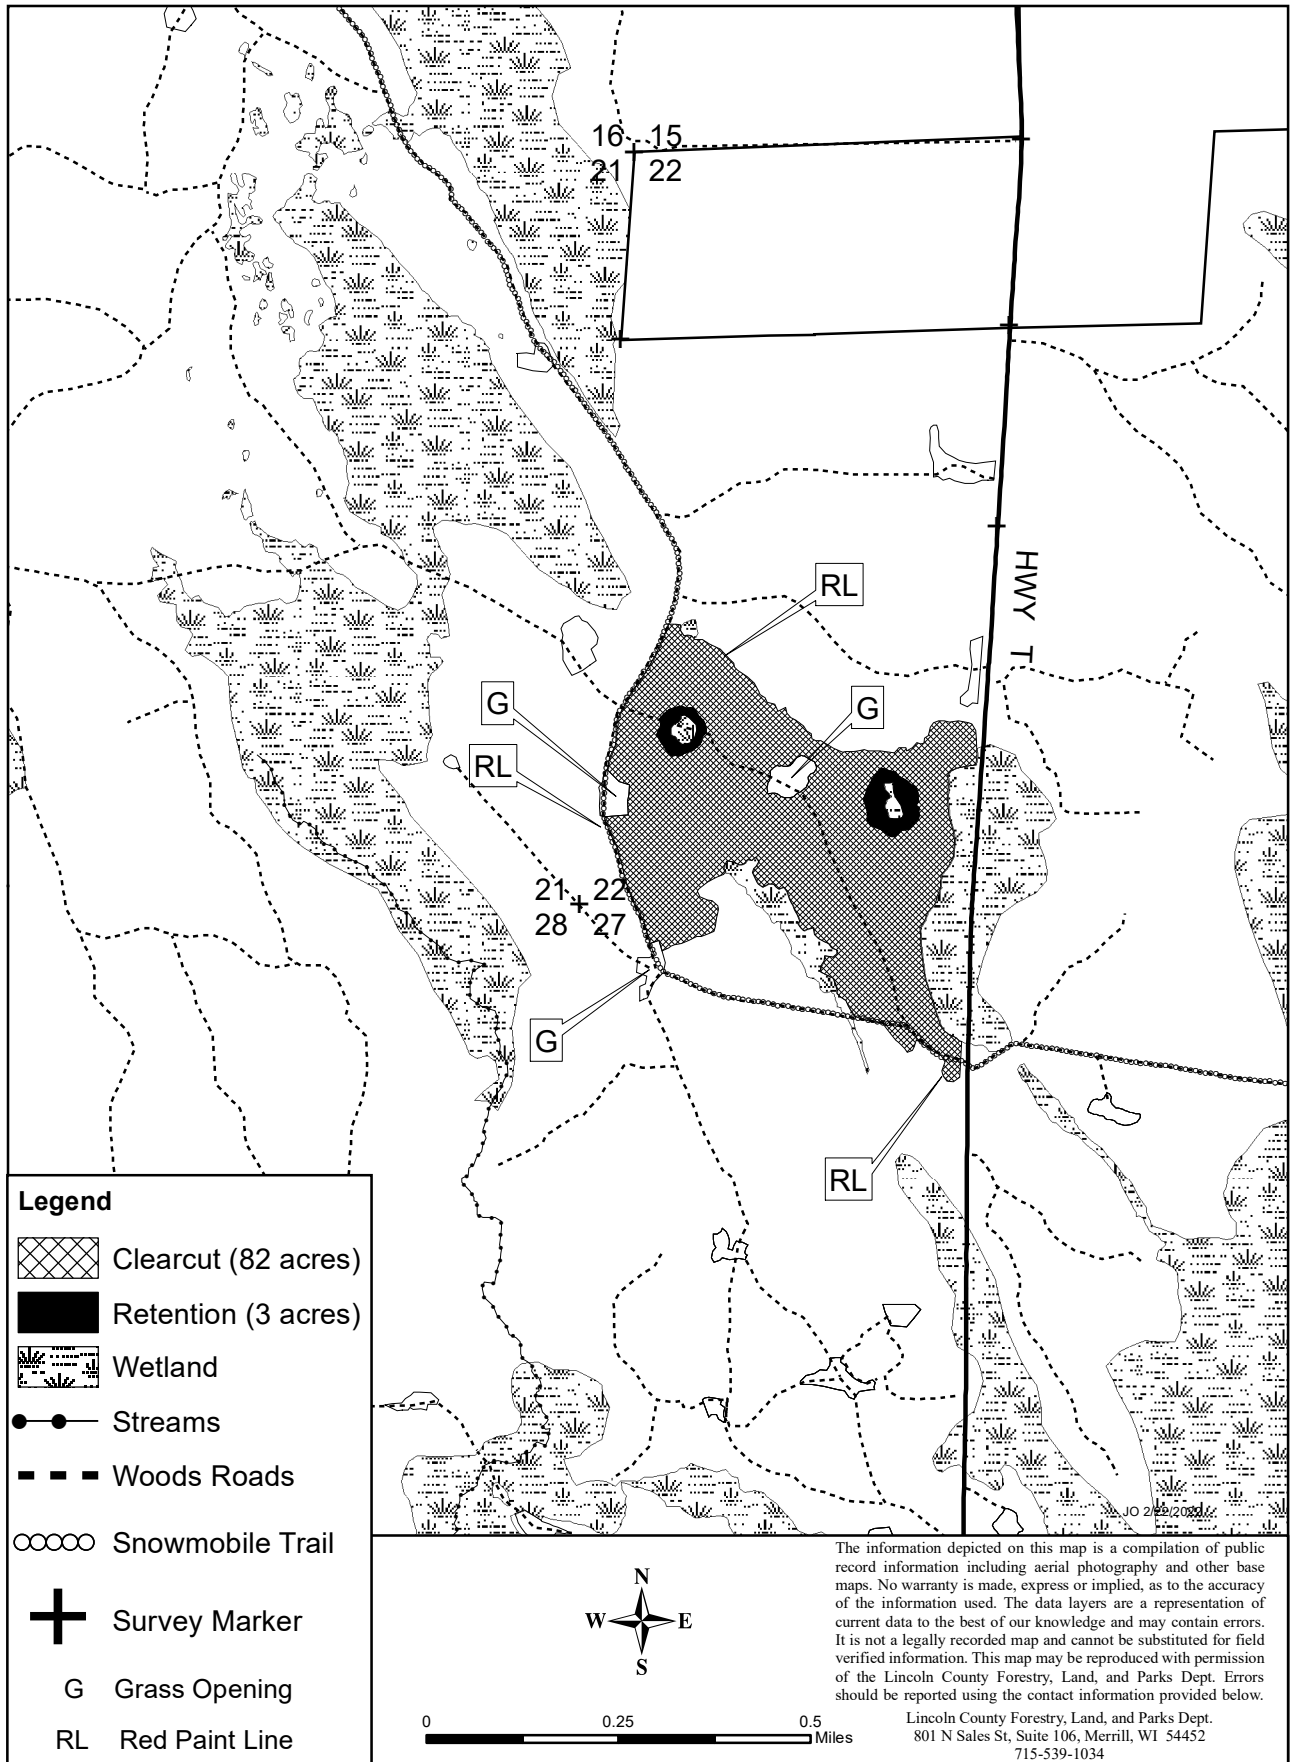 16 15
21 22
HWY T
RL
G
G
RL
21 22
28 27
G
RL
Legend
Clearcut (82 acres)
Retention (3 acres)
Wetland
Streams
Woods Roads
Snowmobile Trail
Survey Marker
G Grass Opening
RL Red Paint Line
N
W E
S
0 0.25 0.5
Miles
JO
The information depicted on this map is a compilation of public
record information including aerial photography and other base
maps. No warranty is made, express or implied, as to the accuracy
of the information used. The data layers are a representation of
current data to the best of our knowledge and may contain errors.
It is not a legally recorded map and cannot be substituted for field
verified information. This map may be reproduced with permission
of the Lincoln County Forestry, Land, and Parks Dept. Errors
should be reported using the contact information provided below.
Lincoln County Forestry, Land, and Parks Dept.
801 N Sales St, Suite 106, Merrill, WI 54452
715-539-1034